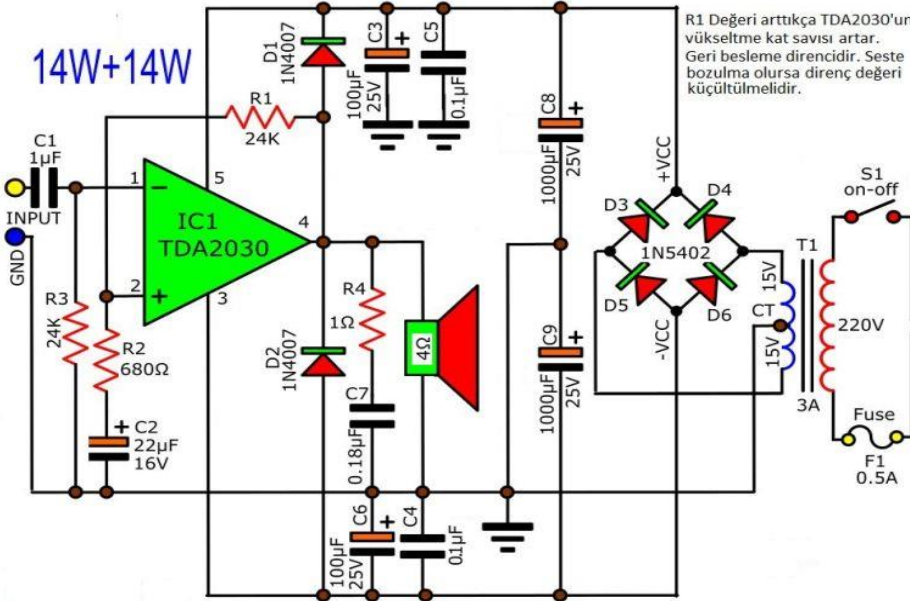 14W+14W
R1 Değeri arttıkça TDA2030'un
yükseltme kat sayısı artar.
Geri besleme direncidir. Seste
bozulma olursa direnç değeri
küçültülmelidir.
D1
1N4007
C3
+
100µF
25V
C5
0.1µF
R1
24K
C8
+
1000µF
25V
+VCC
S1
on-off
C1
1µF
INPUT
GND
1
−
5
IC1
TDA2030
4
2
+
3
D3
D4
1N5402
D5
D6
-VCC
T1
15V
CT
15V
220V
3A
R3
24K
R2
680Ω
R4
1Ω
4Ω
D2
1N4007
C9
+
1000µF
25V
Fuse
F1
0.5A
C2
+
22µF
16V
C7
0.18µF
C6
+
100µF
25V
C4
0.1µF